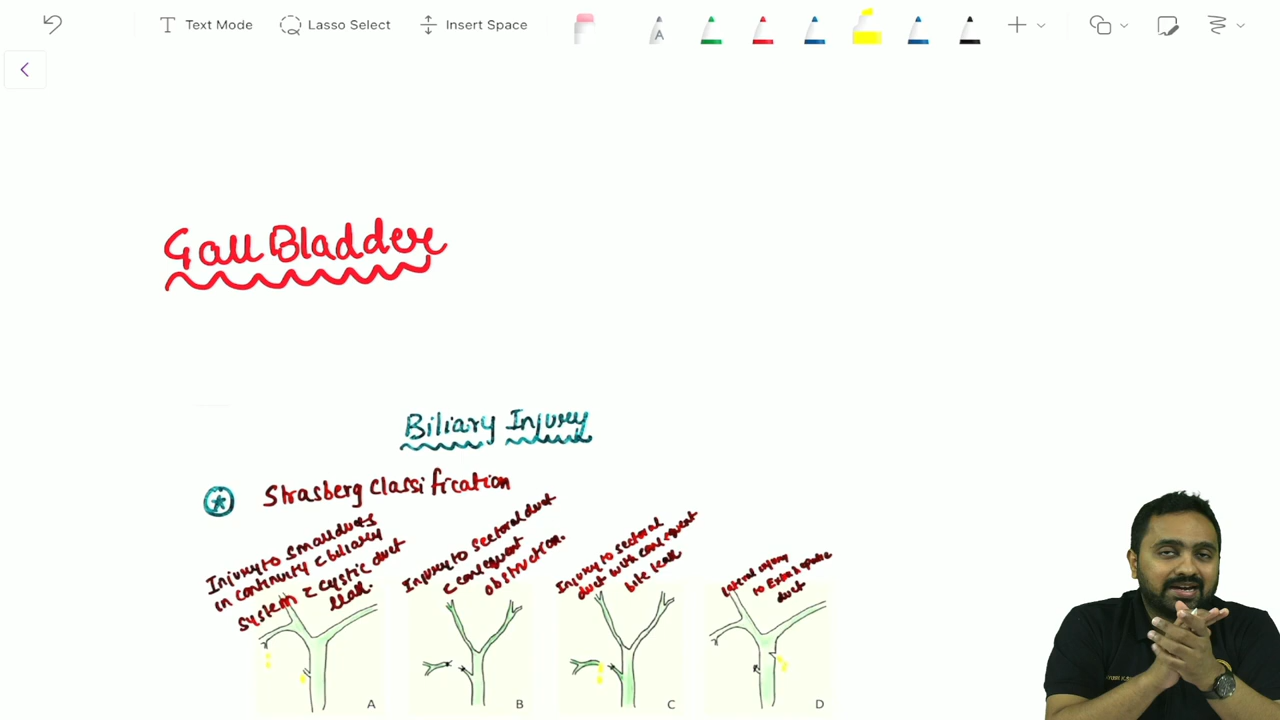 Text Mode
Lasso Select
Insert Space
A
Gall Bladder
Biliary Injury
Strasberg Classification
Injury to small ducts
in continuity c biliary
system c cystic duct
leak.
Injury to sectoral duct
c consequent
obstruction.
Injury to sectoral
duct with consequent
bile leak
lateral injury
to Extrahepatic
duct
A
B
C
D